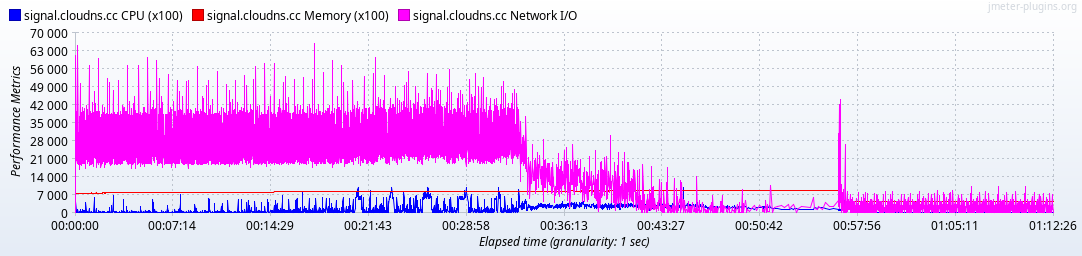 jmeter-plugins.org
signal.cloudns.cc CPU (x100) signal.cloudns.cc Memory (x100) signal.cloudns.cc Network I/O
70 000
63 000
56 000
49 000
42 000
35 000
28 000
21 000
14 000
7 000
0
Performance Metrics
00:00:00 00:07:14 00:14:29 00:21:43 00:28:58 00:36:13 00:43:27 00:50:42 00:57:56 01:05:11 01:12:26
Elapsed time (granularity: 1 sec)